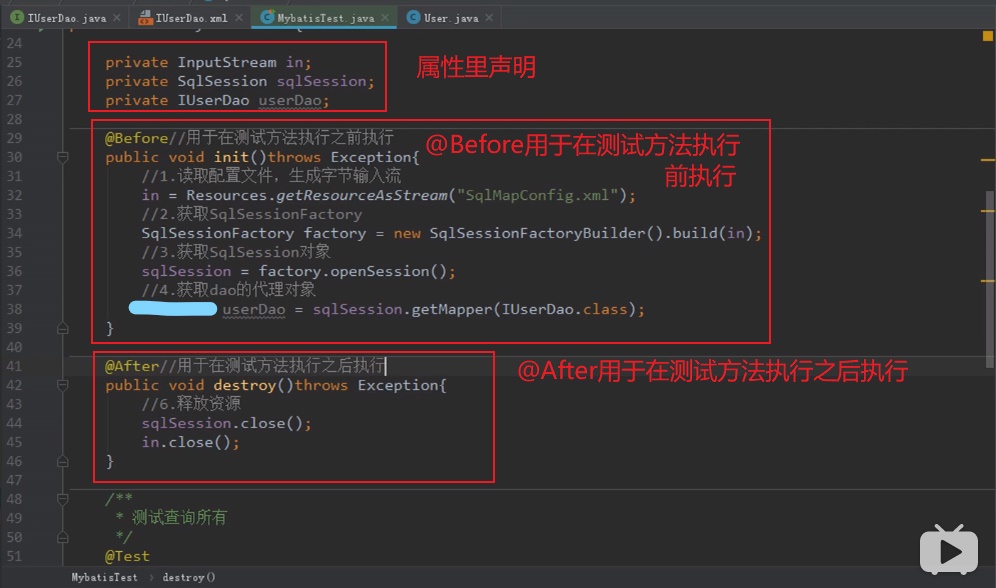 IUserDao.java × IUserDao.xml × MybatisTest.java × User.java ×
24
25 private InputStream in;
26 private SqlSession sqlSession;
属性里声明
27 private IUserDao userDao;
28
29 @Before//用于在测试方法执行之前执行
@Before用于在测试方法执行
前执行
30 public void init()throws Exception{
31 //1.读取配置文件，生成字节输入流
32 in = Resources.getResourceAsStream("SqlMapConfig.xml");
33 //2.获取SqlSessionFactory
34 SqlSessionFactory factory = new SqlSessionFactoryBuilder().build(in);
35 //3.获取SqlSession对象
36 sqlSession = factory.openSession();
37 //4.获取dao的代理对象
38 userDao = sqlSession.getMapper(IUserDao.class);
39 }
40
41 @After//用于在测试方法执行之后执行
@After用于在测试方法执行之后执行
42 public void destroy()throws Exception{
43 //6.释放资源
44 sqlSession.close();
45 in.close();
46 }
47
48 /**
49 * 测试查询所有
50 */
51 @Test
MybatisTest › destroy()